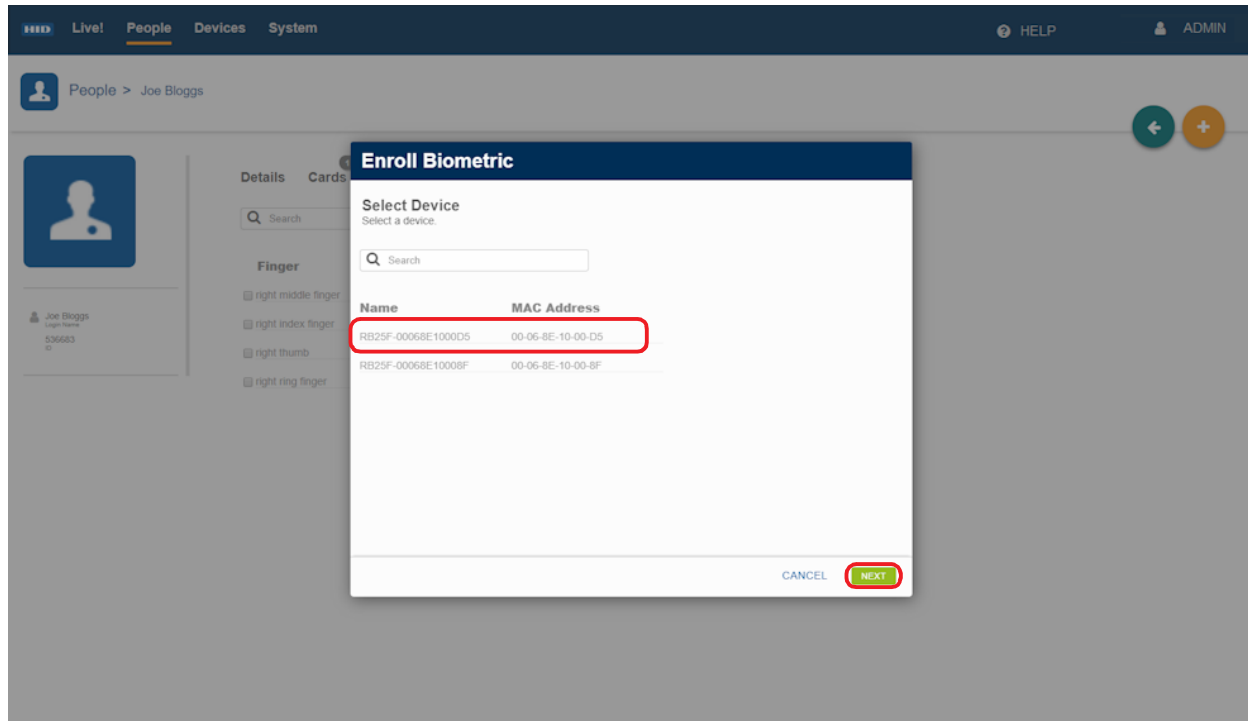 HID Live! People Devices System HELP ADMIN
People > Joe Bloggs
Enroll Biometric
Details Cards
Select Device
Select a device.
Search
Search
Finger
right middle finger
Name MAC Address
Joe Bloggs
Login Name
right index finger
RB25F-00068E1000D5 00-06-8E-10-00-D5
536683
ID
right thumb
RB25F-00068E10008F 00-06-8E-10-00-8F
right ring finger
CANCEL NEXT